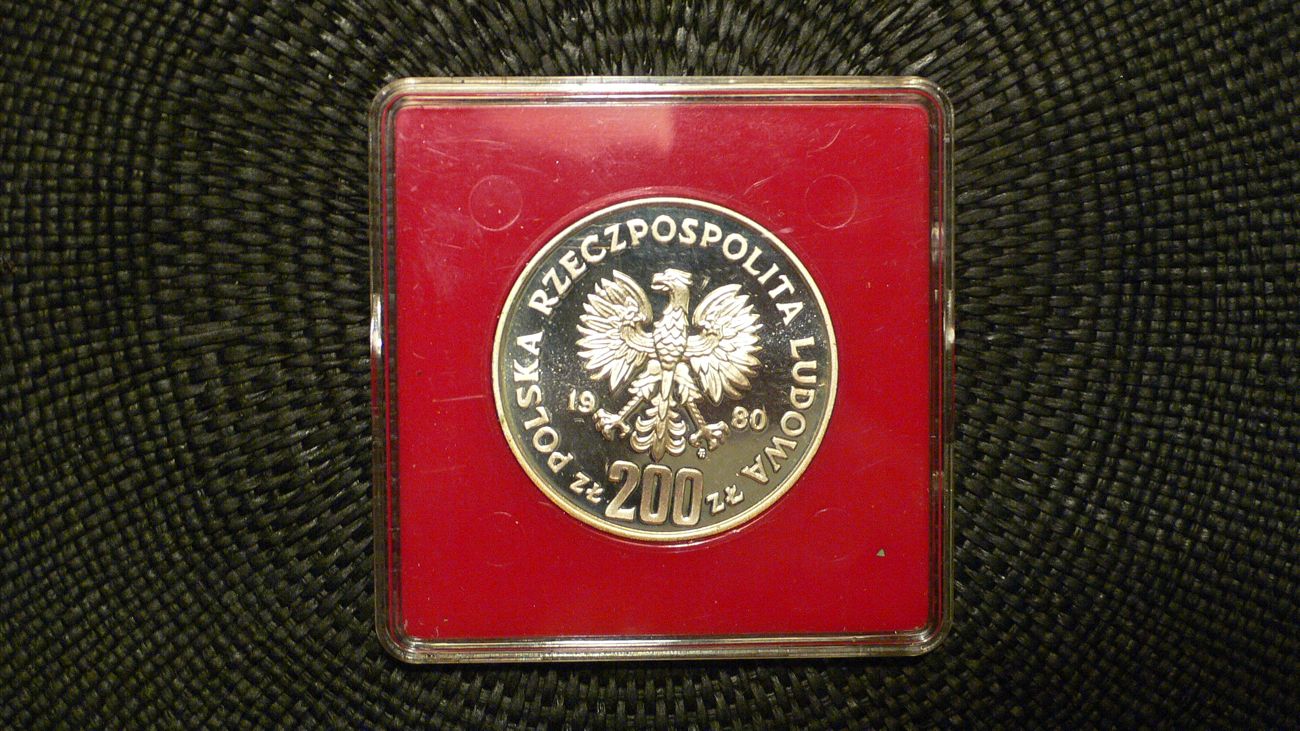 POLSKA RZECZPOSPOLITA LUDOWA
19 80
ZŁ 200 ZŁ